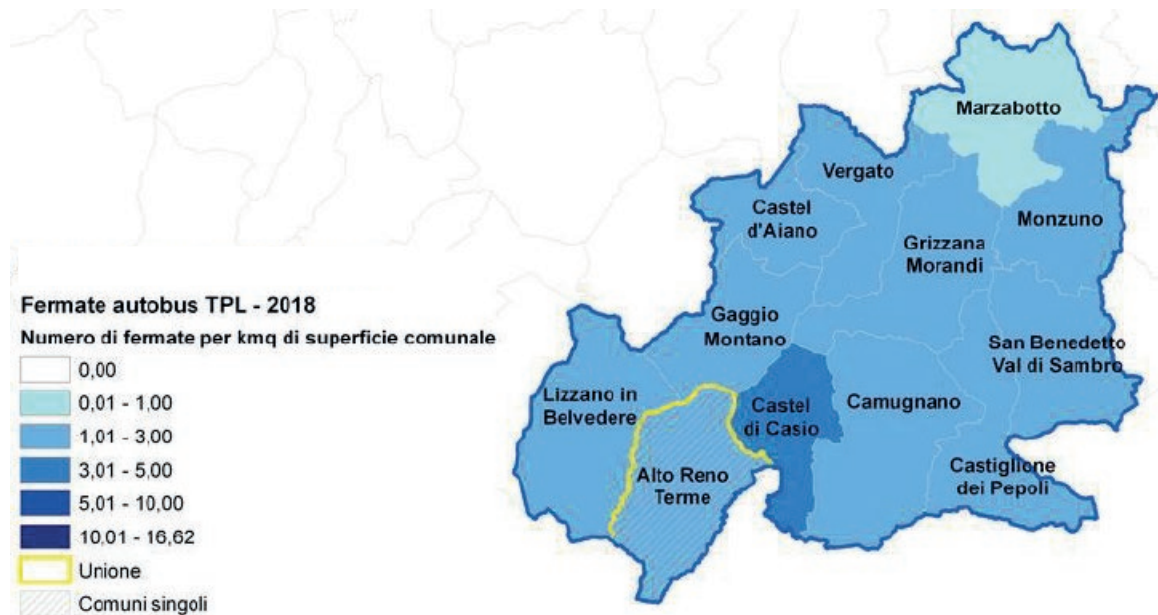 Marzabotto
Vergato
Castel
d'Aiano
Monzuno
Grizzana
Morandi
Gaggio
Montano
San Benedetto
Val di Sambro
Lizzano in
Belvedere
Castel
di Casio
Camugnano
Alto Reno
Terme
Castiglione
dei Pepoli
Fermate autobus TPL - 2018
Numero di fermate per kmq di superficie comunale
0,00
0,01 - 1,00
1,01 - 3,00
3,01 - 5,00
5,01 - 10,00
10,01 - 16,62
Unione
Comuni singoli